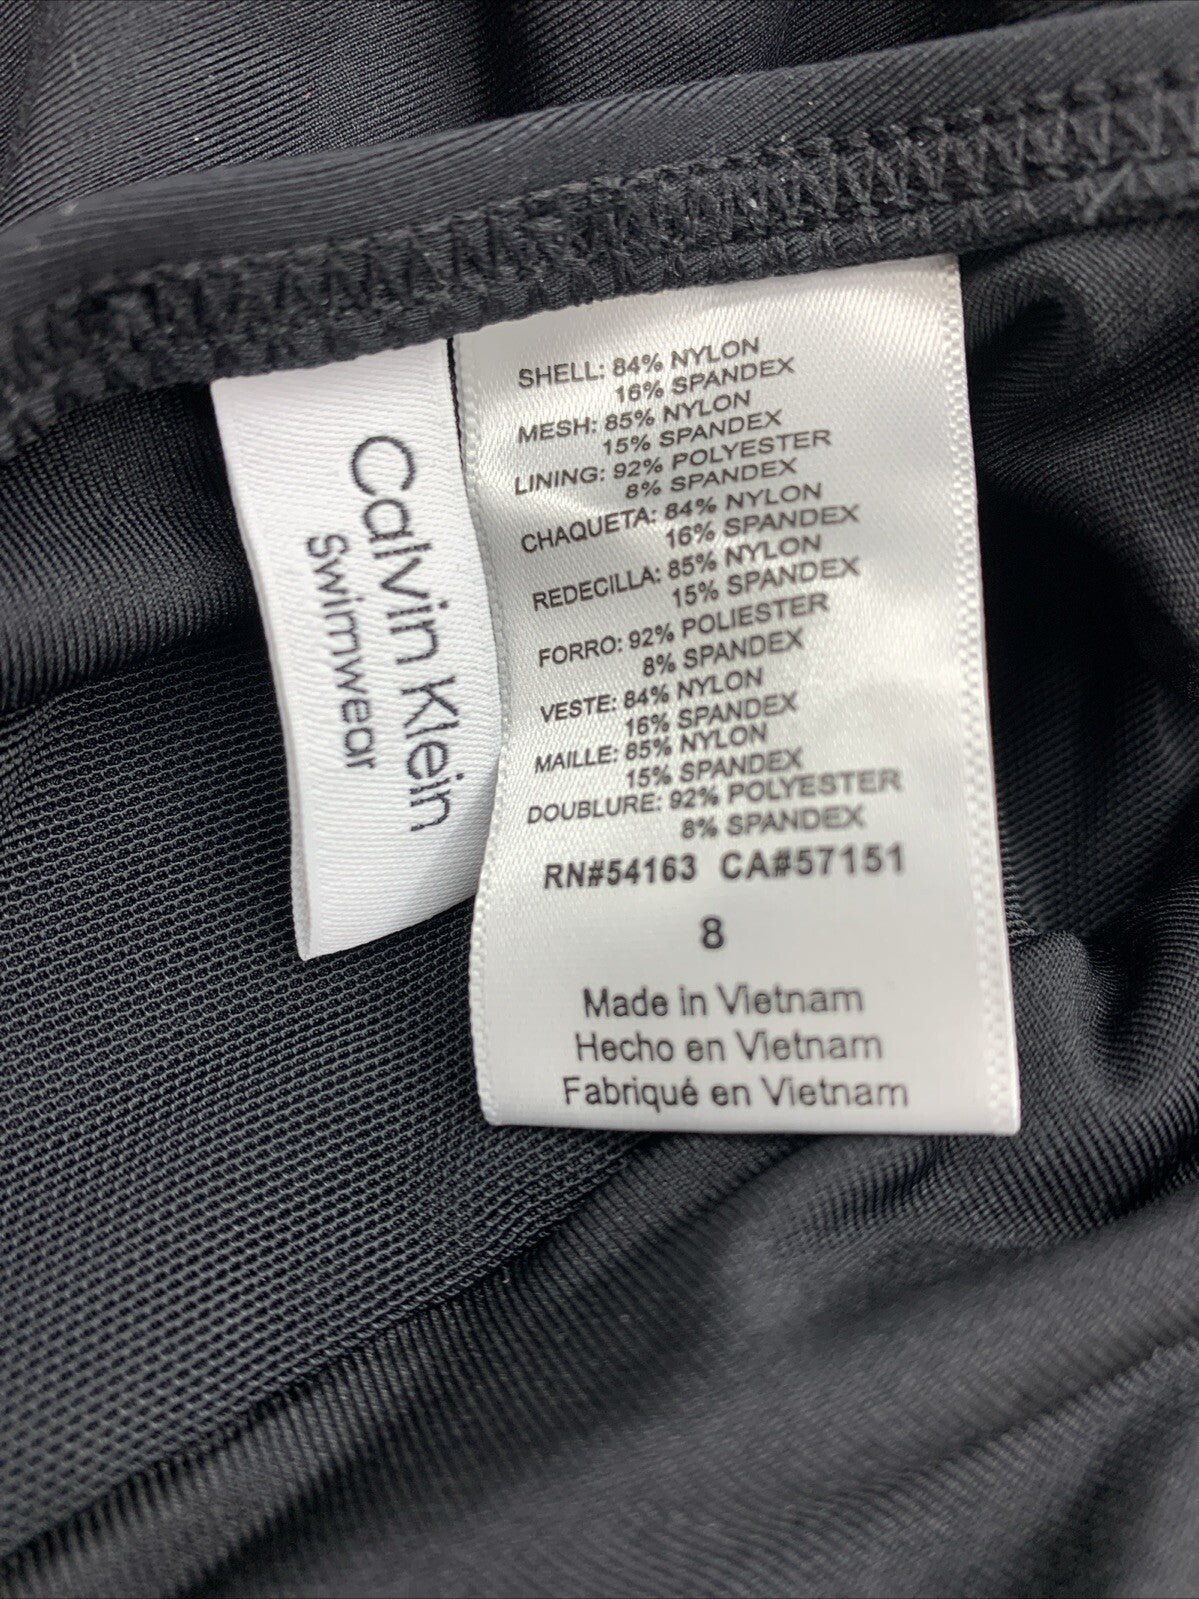 Calvin Klein
Swimwear
SHELL: 84% NYLON
16% SPANDEX
MESH: 85% NYLON
15% SPANDEX
LINING: 92% POLYESTER
8% SPANDEX
CHAQUETA: 84% NYLON
16% SPANDEX
REDECILLA: 85% NYLON
15% SPANDEX
FORRO: 92% POLIESTER
8% SPANDEX
VESTE: 84% NYLON
16% SPANDEX
MAILLE: 85% NYLON
15% SPANDEX
DOUBLURE: 92% POLYESTER
8% SPANDEX
RN#54163 CA#57151
8
Made in Vietnam
Hecho en Vietnam
Fabriqué en Vietnam